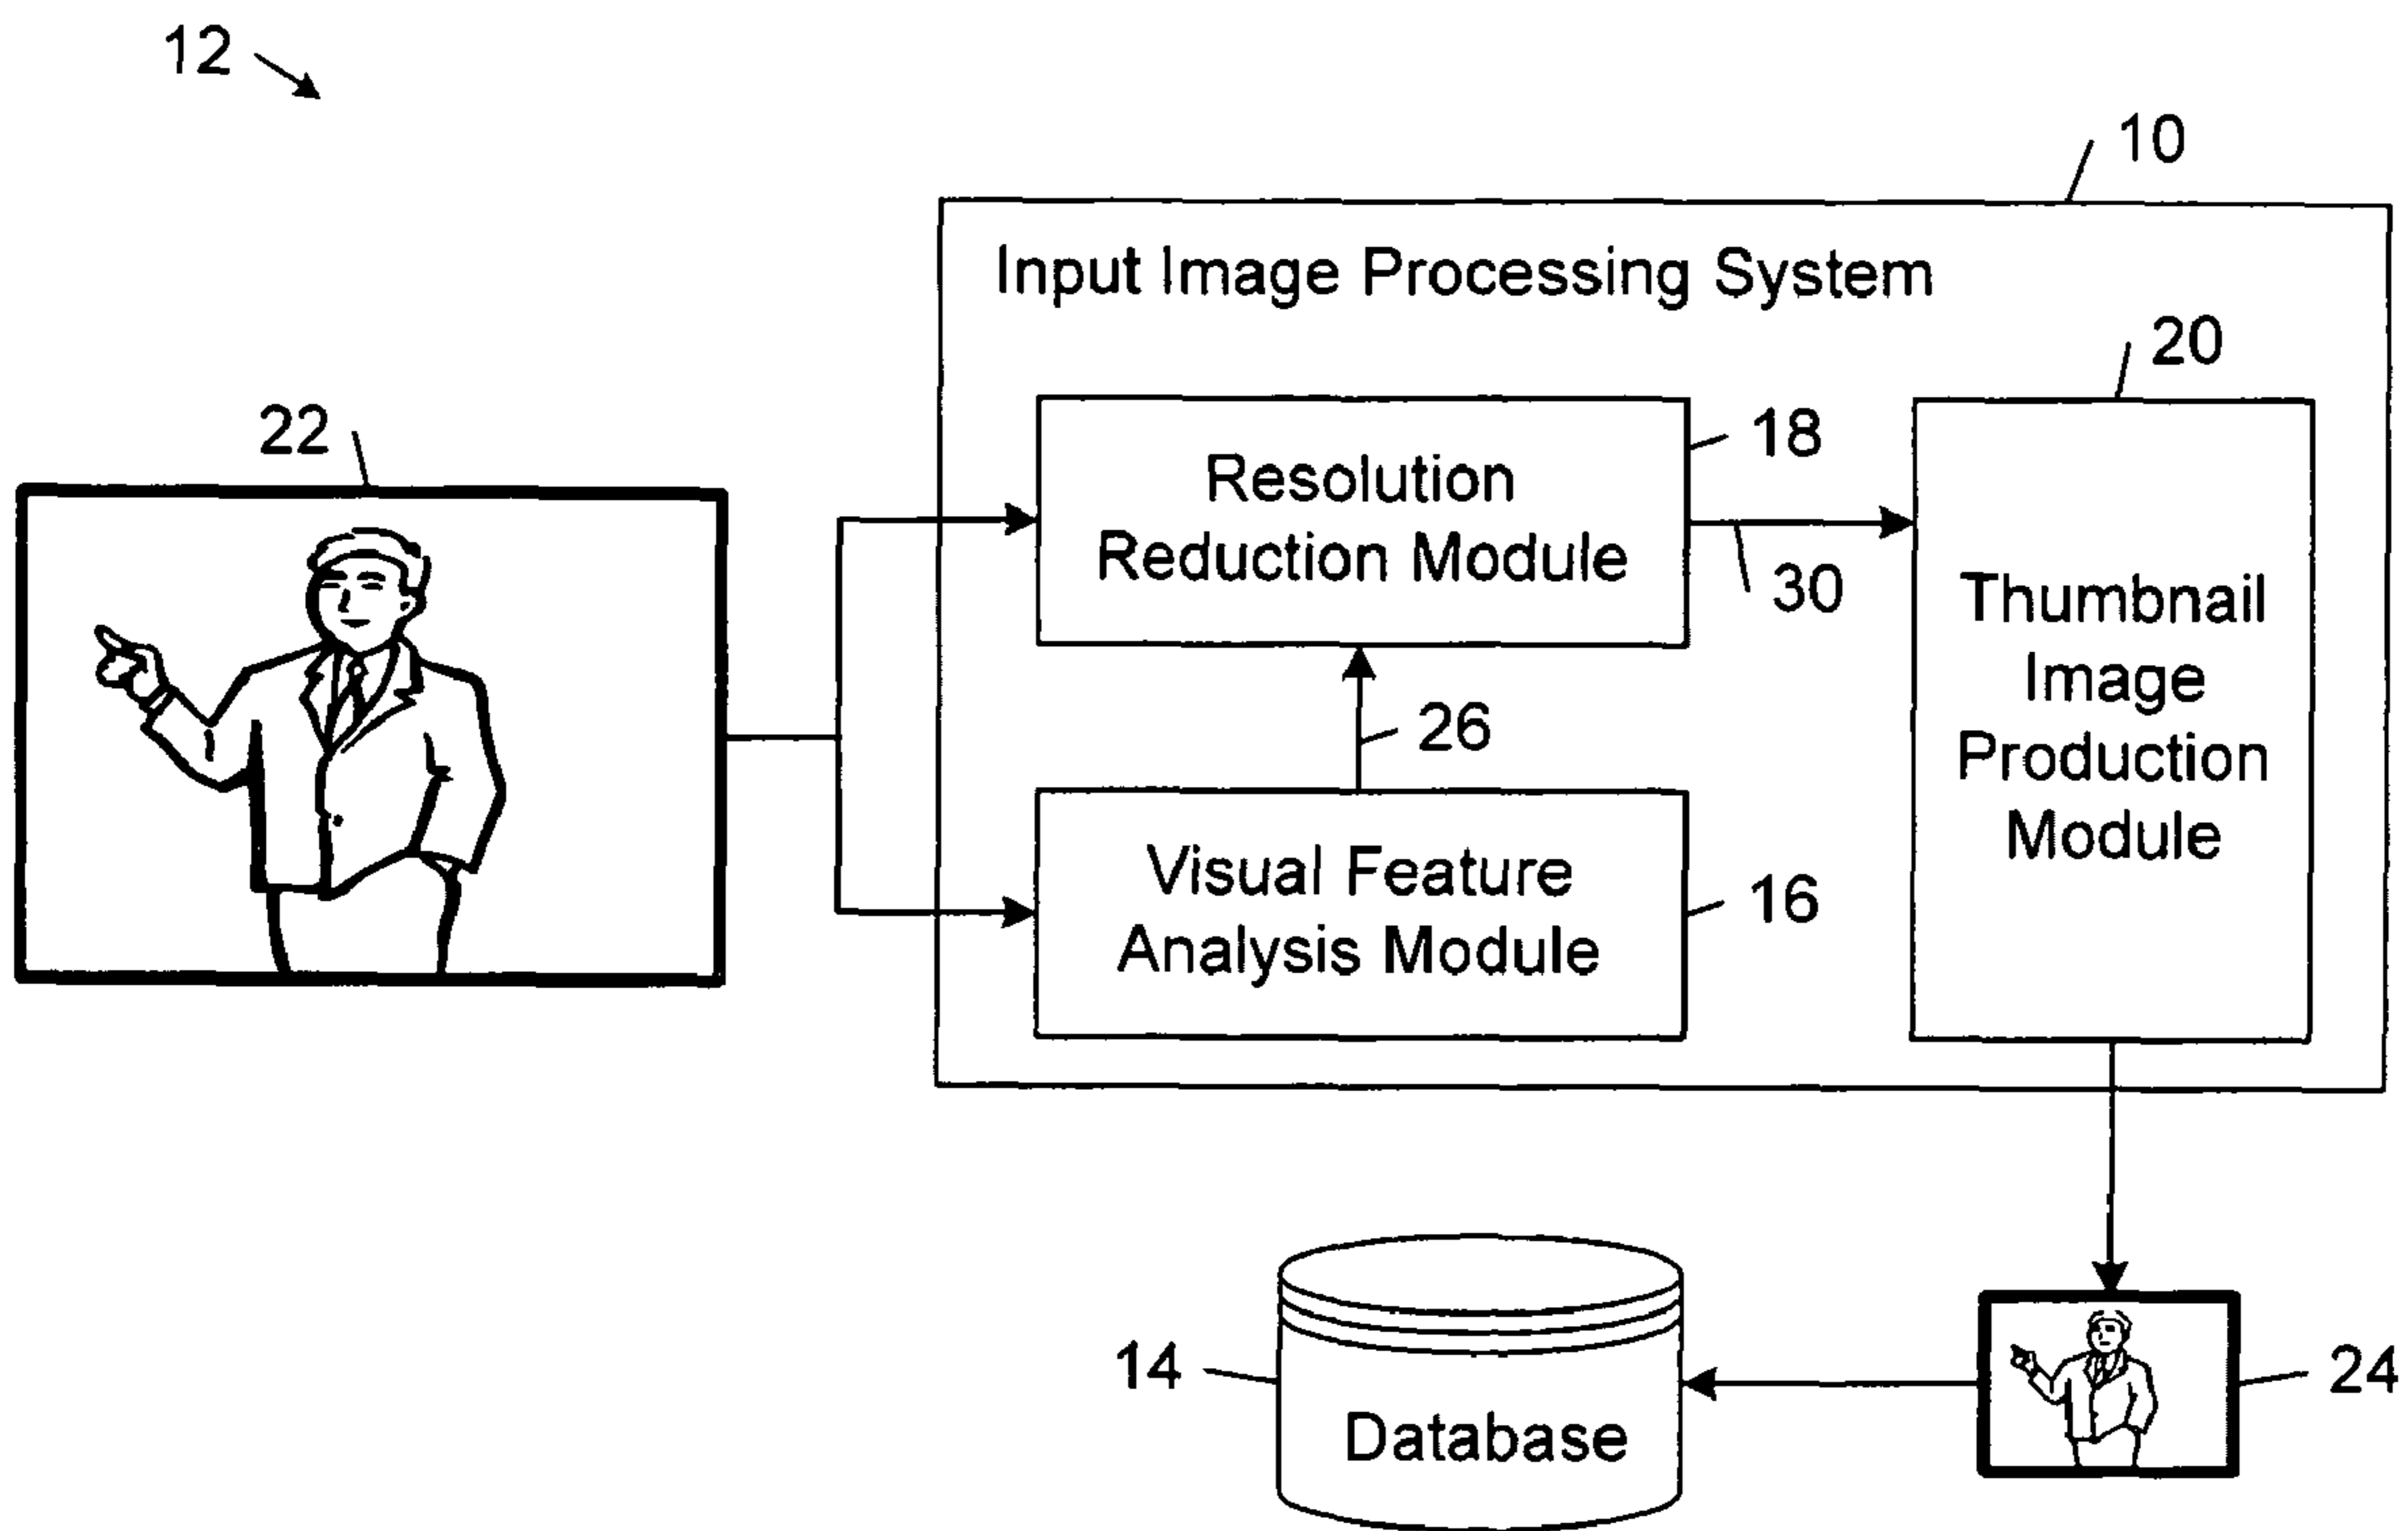 12
10
Input Image Processing System
20
22
18
Resolution
Reduction Module
30
Thumbnail
Image
Production
Module
26
Visual Feature
Analysis Module
16
14
Database
24